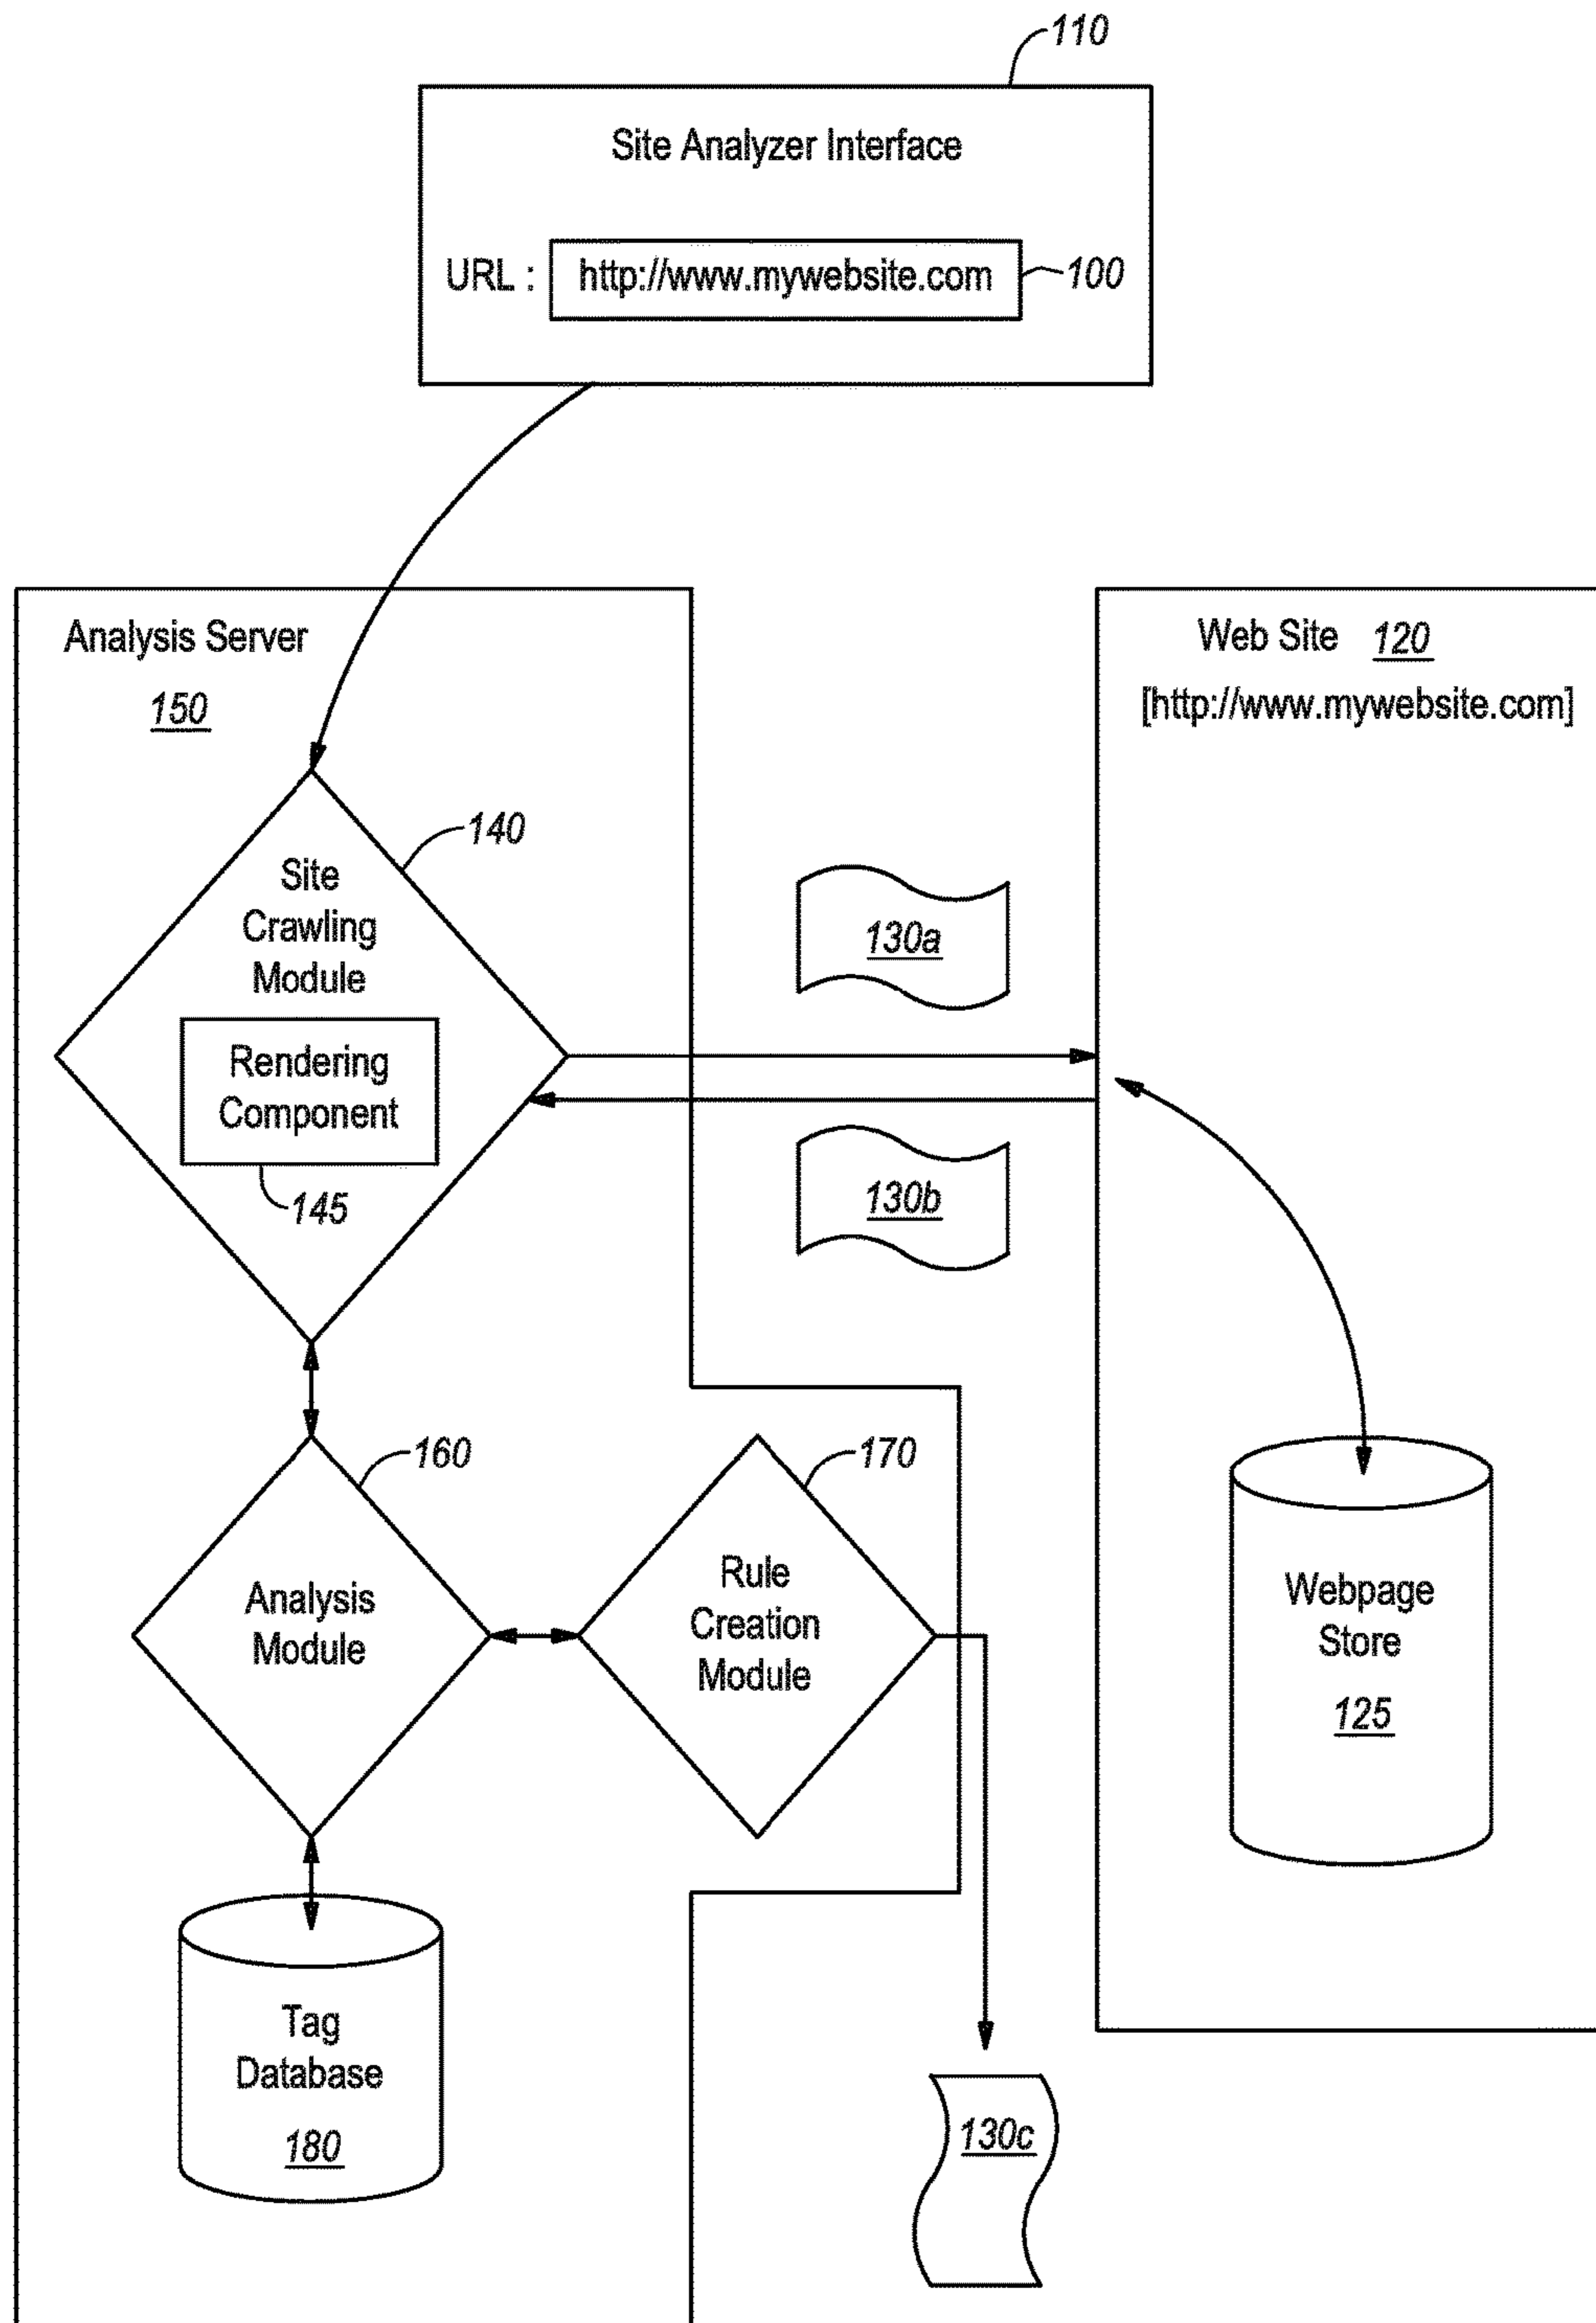 110
Site Analyzer Interface
URL : http://www.mywebsite.com 100
Analysis Server
150
Web Site 120
[http://www.mywebsite.com]
140
Site
Crawling
Module
Rendering
Component
145
130a
130b
160
Analysis
Module
170
Rule
Creation
Module
Webpage
Store
125
Tag
Database
180
130c